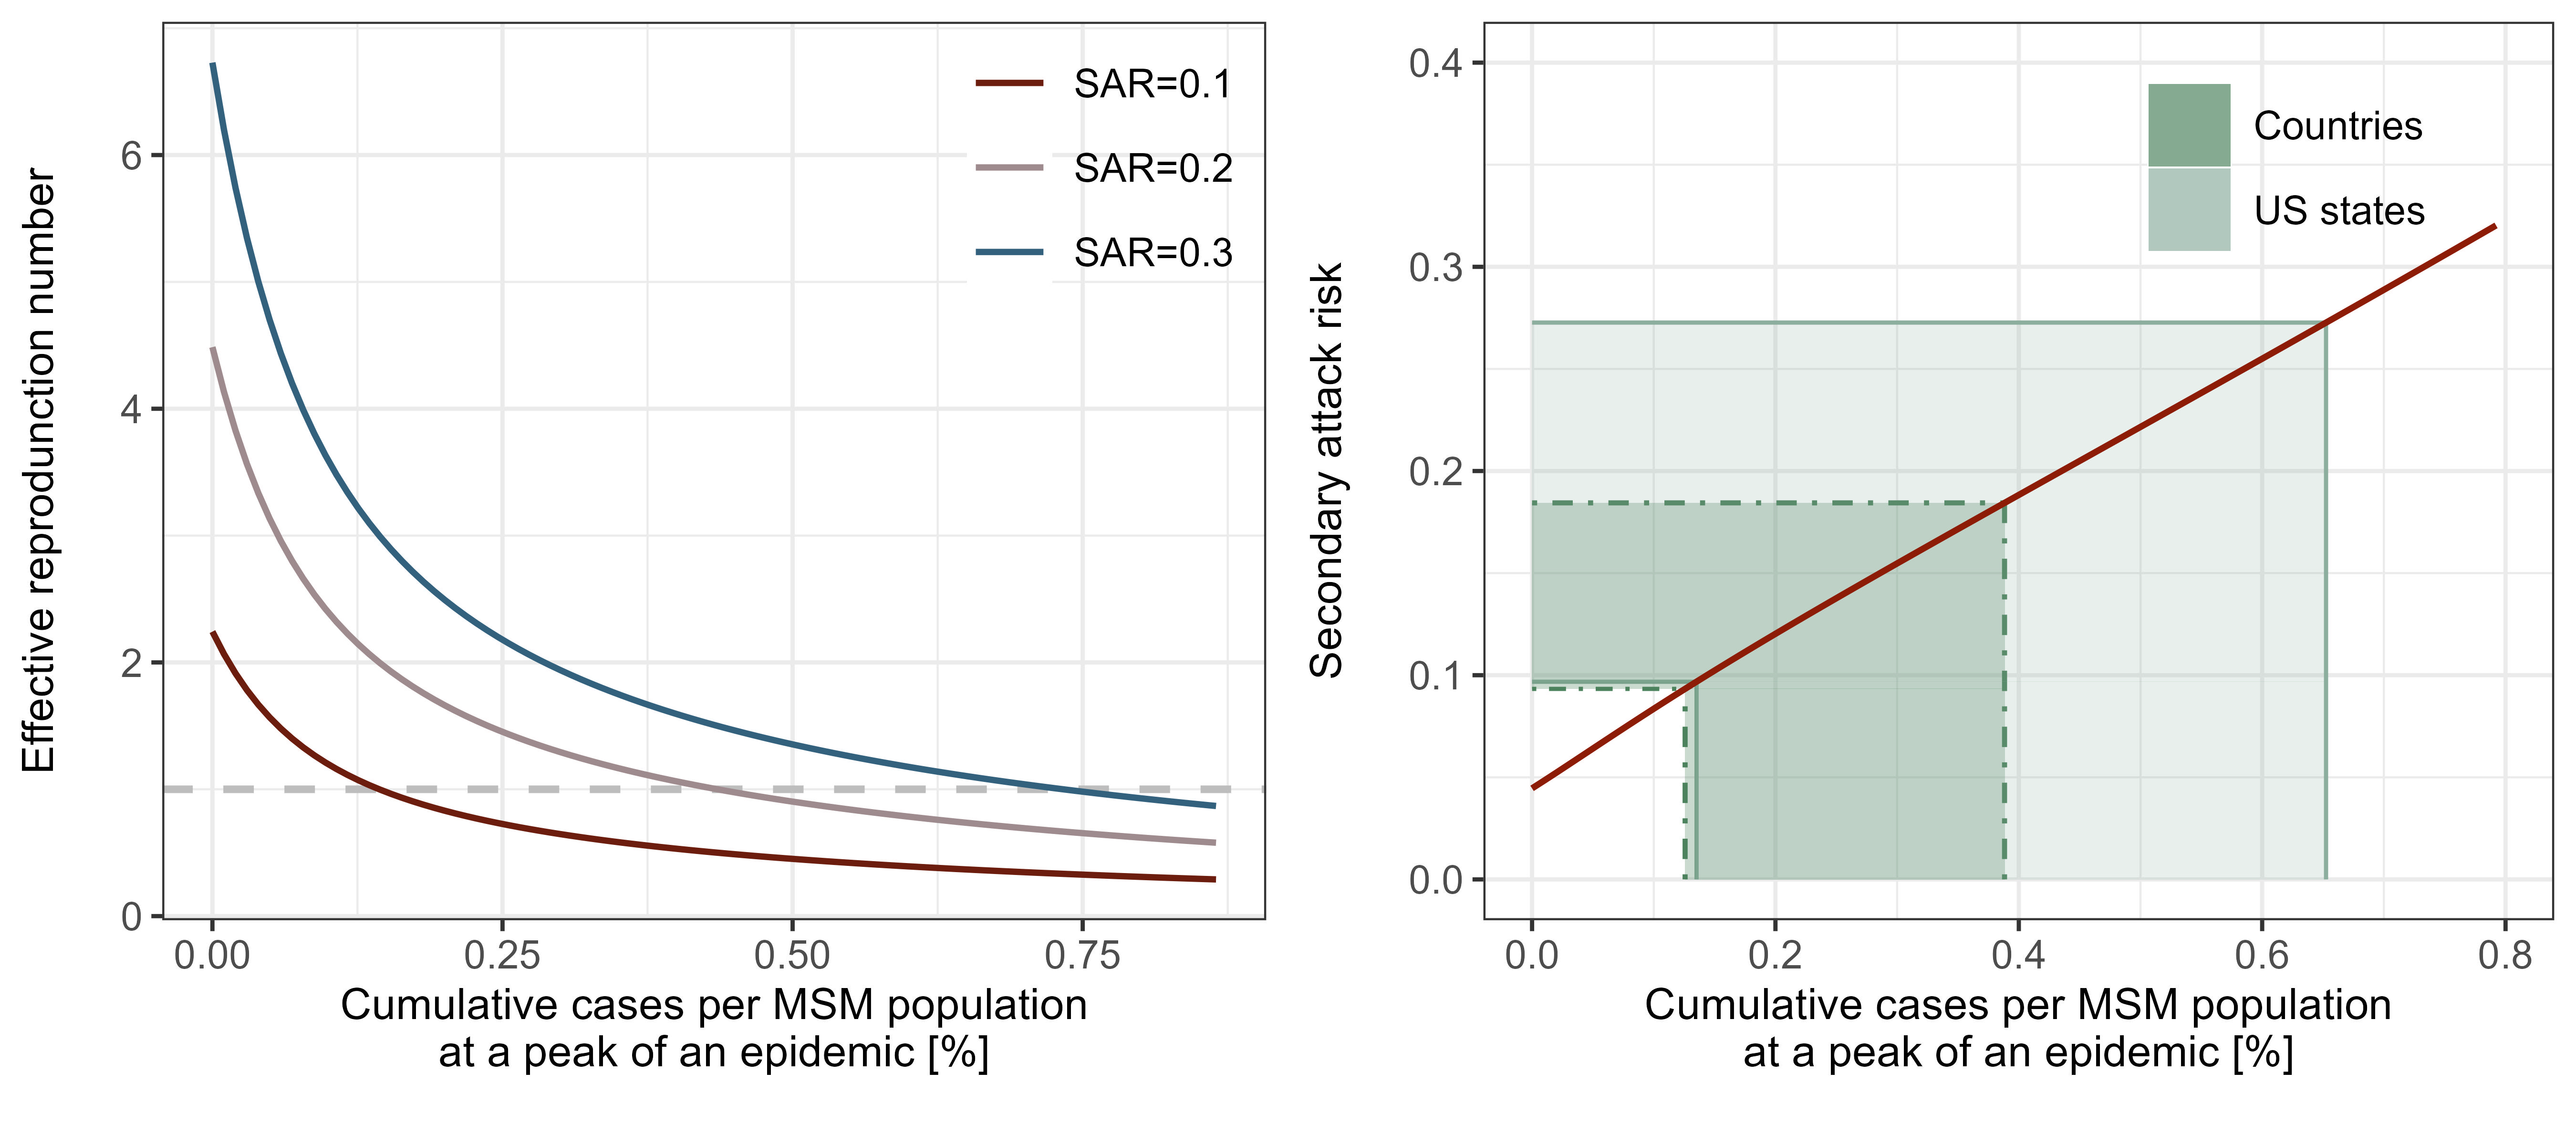 Effective reprodunction number
6
4
2
0
SAR=0.1
SAR=0.2
SAR=0.3
0.00 0.25 0.50 0.75
Cumulative cases per MSM population
at a peak of an epidemic [%]
Secondary attack risk
0.4
0.3
0.2
0.1
0.0
Countries
US states
0.0 0.2 0.4 0.6 0.8
Cumulative cases per MSM population
at a peak of an epidemic [%]